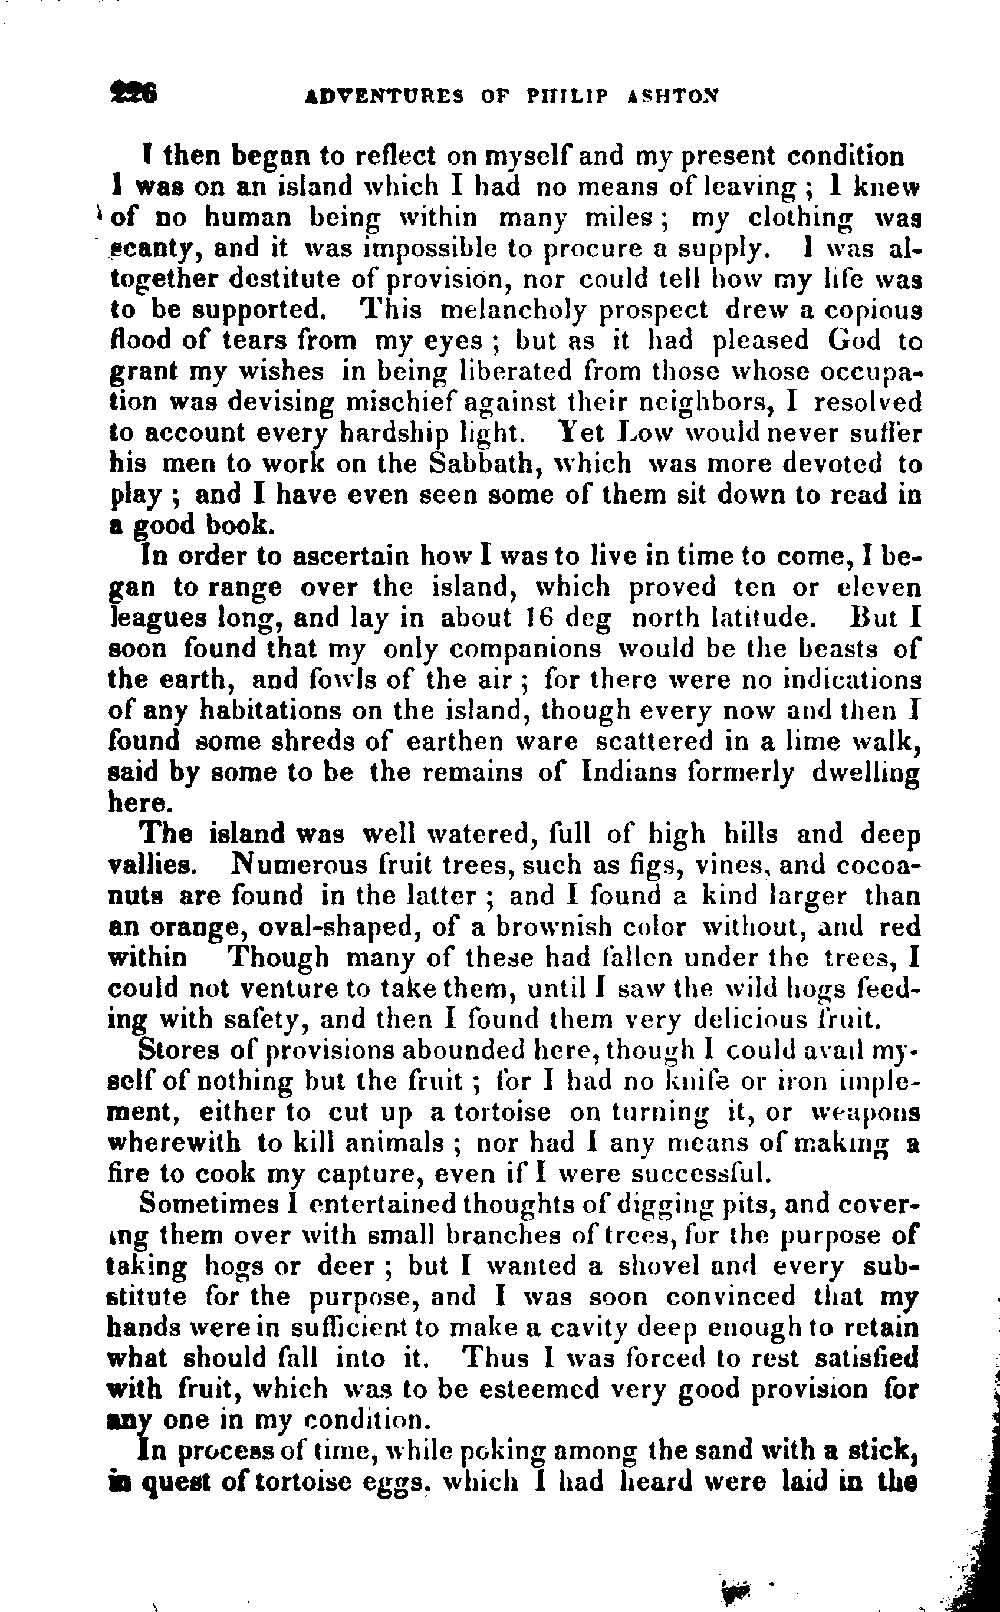 226 ADVENTURES OF PHILIP ASHTON
I then began to reflect on myself and my present condition
I was on an island which I had no means of leaving; I knew
of no human being within many miles; my clothing was
scanty, and it was impossible to procure a supply. I was al-
together destitute of provision, nor could tell how my life was
to be supported. This melancholy prospect drew a copious
flood of tears from my eyes; but as it had pleased God to
grant my wishes in being liberated from those whose occupa-
tion was devising mischief against their neighbors, I resolved
to account every hardship light. Yet Low would never suffer
his men to work on the Sabbath, which was more devoted to
play; and I have even seen some of them sit down to read in
a good book.
In order to ascertain how I was to live in time to come, I be-
gan to range over the island, which proved ten or eleven
leagues long, and lay in about 16 deg north latitude. But I
soon found that my only companions would be the beasts of
the earth, and fowls of the air; for there were no indications
of any habitations on the island, though every now and then I
found some shreds of earthen ware scattered in a lime walk,
said by some to be the remains of Indians formerly dwelling
here.
The island was well watered, full of high hills and deep
vallies. Numerous fruit trees, such as figs, vines, and cocoa-
nuts are found in the latter; and I found a kind larger than
an orange, oval-shaped, of a brownish color without, and red
within Though many of these had fallen under the trees, I
could not venture to take them, until I saw the wild hogs feed-
ing with safety, and then I found them very delicious fruit.
Stores of provisions abounded here, though I could avail my-
self of nothing but the fruit; for I had no knife or iron imple-
ment, either to cut up a tortoise on turning it, or weapons
wherewith to kill animals; nor had I any means of making a
fire to cook my capture, even if I were successful.
Sometimes I entertained thoughts of digging pits, and cover-
ing them over with small branches of trees, for the purpose of
taking hogs or deer; but I wanted a shovel and every sub-
stitute for the purpose, and I was soon convinced that my
hands were in sufficient to make a cavity deep enough to retain
what should fall into it. Thus I was forced to rest satisfied
with fruit, which was to be esteemed very good provision for
any one in my condition.
In process of time, while poking among the sand with a stick,
in quest of tortoise eggs, which I had heard were laid in the